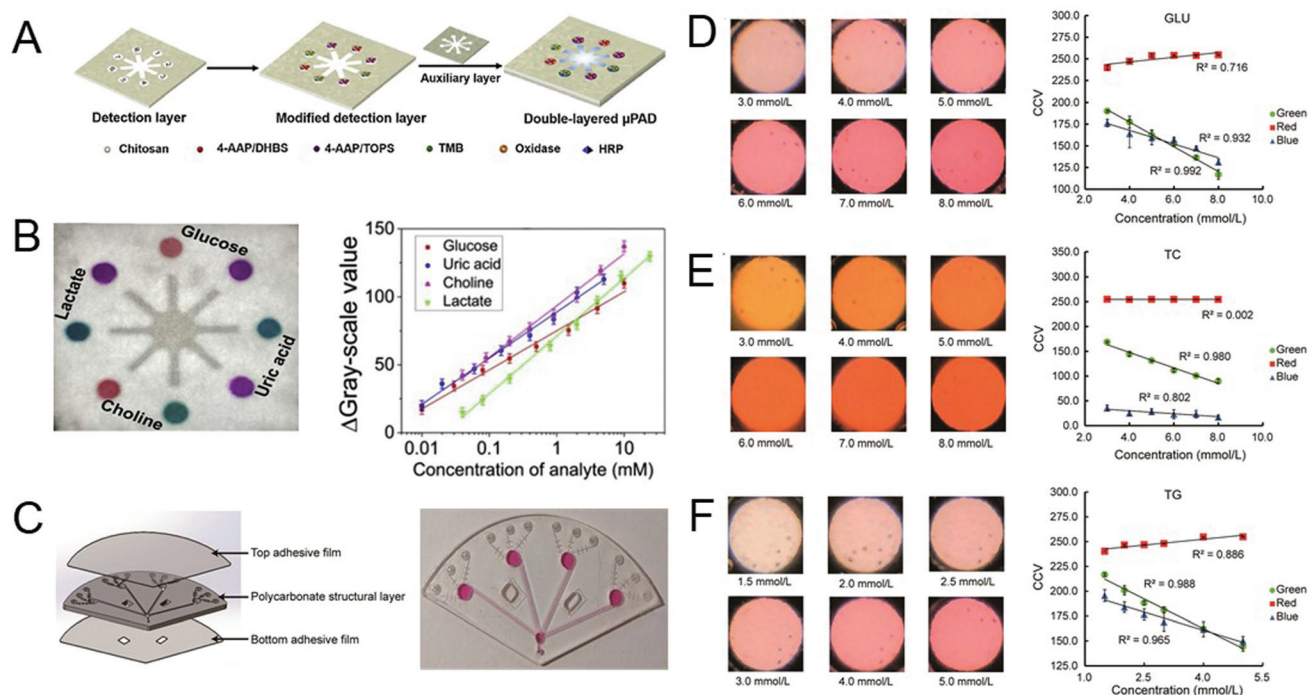 A
Auxiliary layer
Detection layer
Modified detection layer
Double-layered µPAD
Chitosan
4-AAP/DHBS
4-AAP/TOPS
TMB
Oxidase
HRP
B
Glucose
Lactate
Uric acid
Choline
150
100
50
0
ΔGray-scale value
Glucose
Uric acid
Choline
Lactate
0.01
0.1
1
10
Concentration of analyte (mM)
C
Top adhesive film
Polycarbonate structural layer
Bottom adhesive film
D
3.0 mmol/L
4.0 mmol/L
5.0 mmol/L
6.0 mmol/L
7.0 mmol/L
8.0 mmol/L
GLU
300.0
275.0
250.0
225.0
200.0
175.0
150.0
125.0
100.0
CCV
R² = 0.716
R² = 0.932
R² = 0.992
Green
Red
Blue
2.0
4.0
6.0
8.0
10.0
Concentration (mmol/L)
E
3.0 mmol/L
4.0 mmol/L
5.0 mmol/L
6.0 mmol/L
7.0 mmol/L
8.0 mmol/L
TC
350.0
300.0
250.0
200.0
150.0
100.0
50.0
0.0
CCV
R² = 0.002
R² = 0.980
R² = 0.802
Green
Red
Blue
2.0
4.0
6.0
8.0
10.0
Concentration (mmol/L)
F
1.5 mmol/L
2.0 mmol/L
2.5 mmol/L
3.0 mmol/L
4.0 mmol/L
5.0 mmol/L
TG
300.0
275.0
250.0
225.0
200.0
175.0
150.0
125.0
100.0
CCV
R² = 0.886
R² = 0.988
R² = 0.965
Green
Red
Blue
1.0
2.5
4.0
5.5
Concentration (mmol/L)